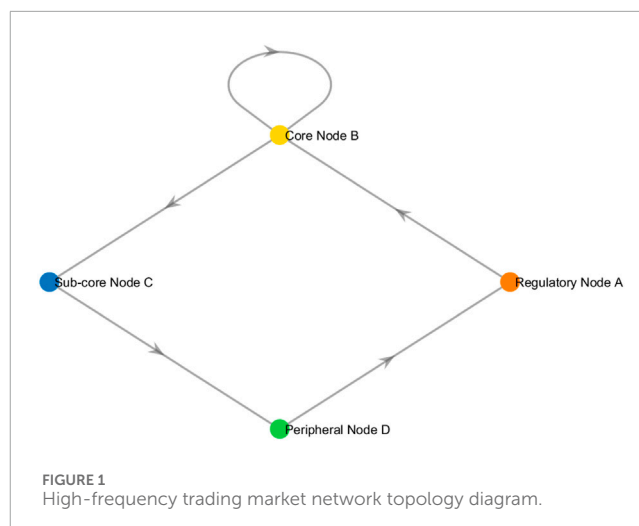 Core Node B
Sub-core Node C
Regulatory Node A
Peripheral Node D
FIGURE 1
High-frequency trading market network topology diagram.